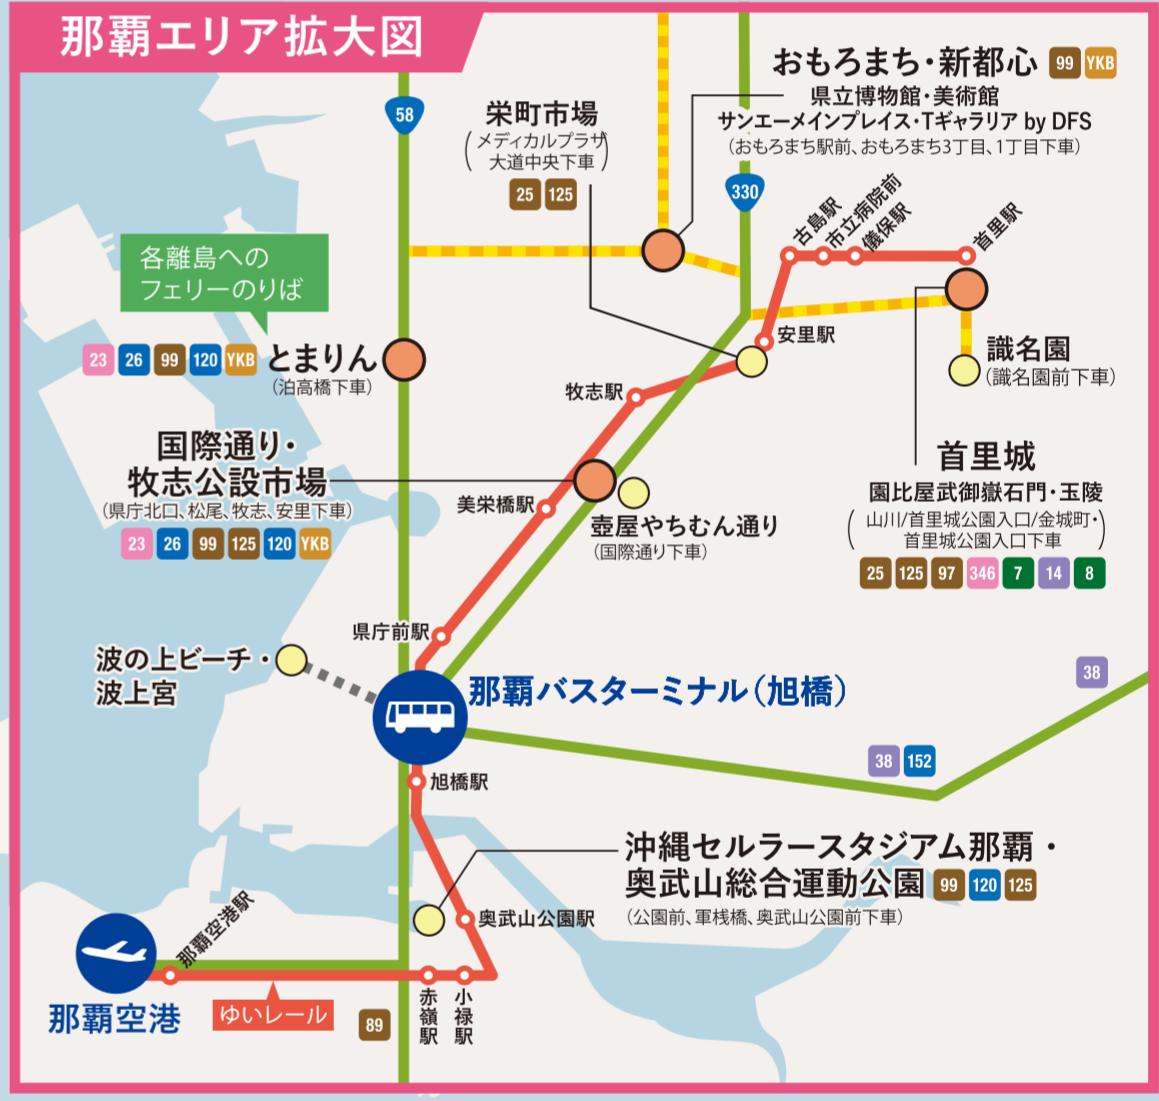 那覇エリア拡大図
58
栄町市場
(メディカルプラザ
大道中央下車)
25 125
おもろまち・新都心 99 YKB
県立博物館・美術館
サンエーメインプレイス・Tギャラリア by DFS
(おもろまち駅前、おもろまち3丁目、1丁目下車)
330
古島駅
市立病院前
儀保駅
首里駅
各離島への
フェリーのりば
23 26 99 120 YKB とまりん
(泊高橋下車)
安里駅
識名園
(識名園前下車)
牧志駅
国際通り・
牧志公設市場
(県庁北口、松尾、牧志、安里下車)
23 26 99 125 120 YKB
美栄橋駅
壺屋やちむん通り
(国際通り下車)
首里城
園比屋武御嶽石門・玉陵
(山川/首里城公園入口/金城町・
首里城公園入口下車)
25 125 97 346 7 14 8
県庁前駅
波の上ビーチ・
波上宮
那覇バスターミナル(旭橋)
38
38 152
旭橋駅
沖縄セルラースタジアム那覇・
奥武山総合運動公園 99 120 125
(公園前、軍桟橋、奥武山公園前下車)
奥武山公園駅
那覇空港駅
那覇空港
ゆいレール
89
赤嶺駅
小禄駅